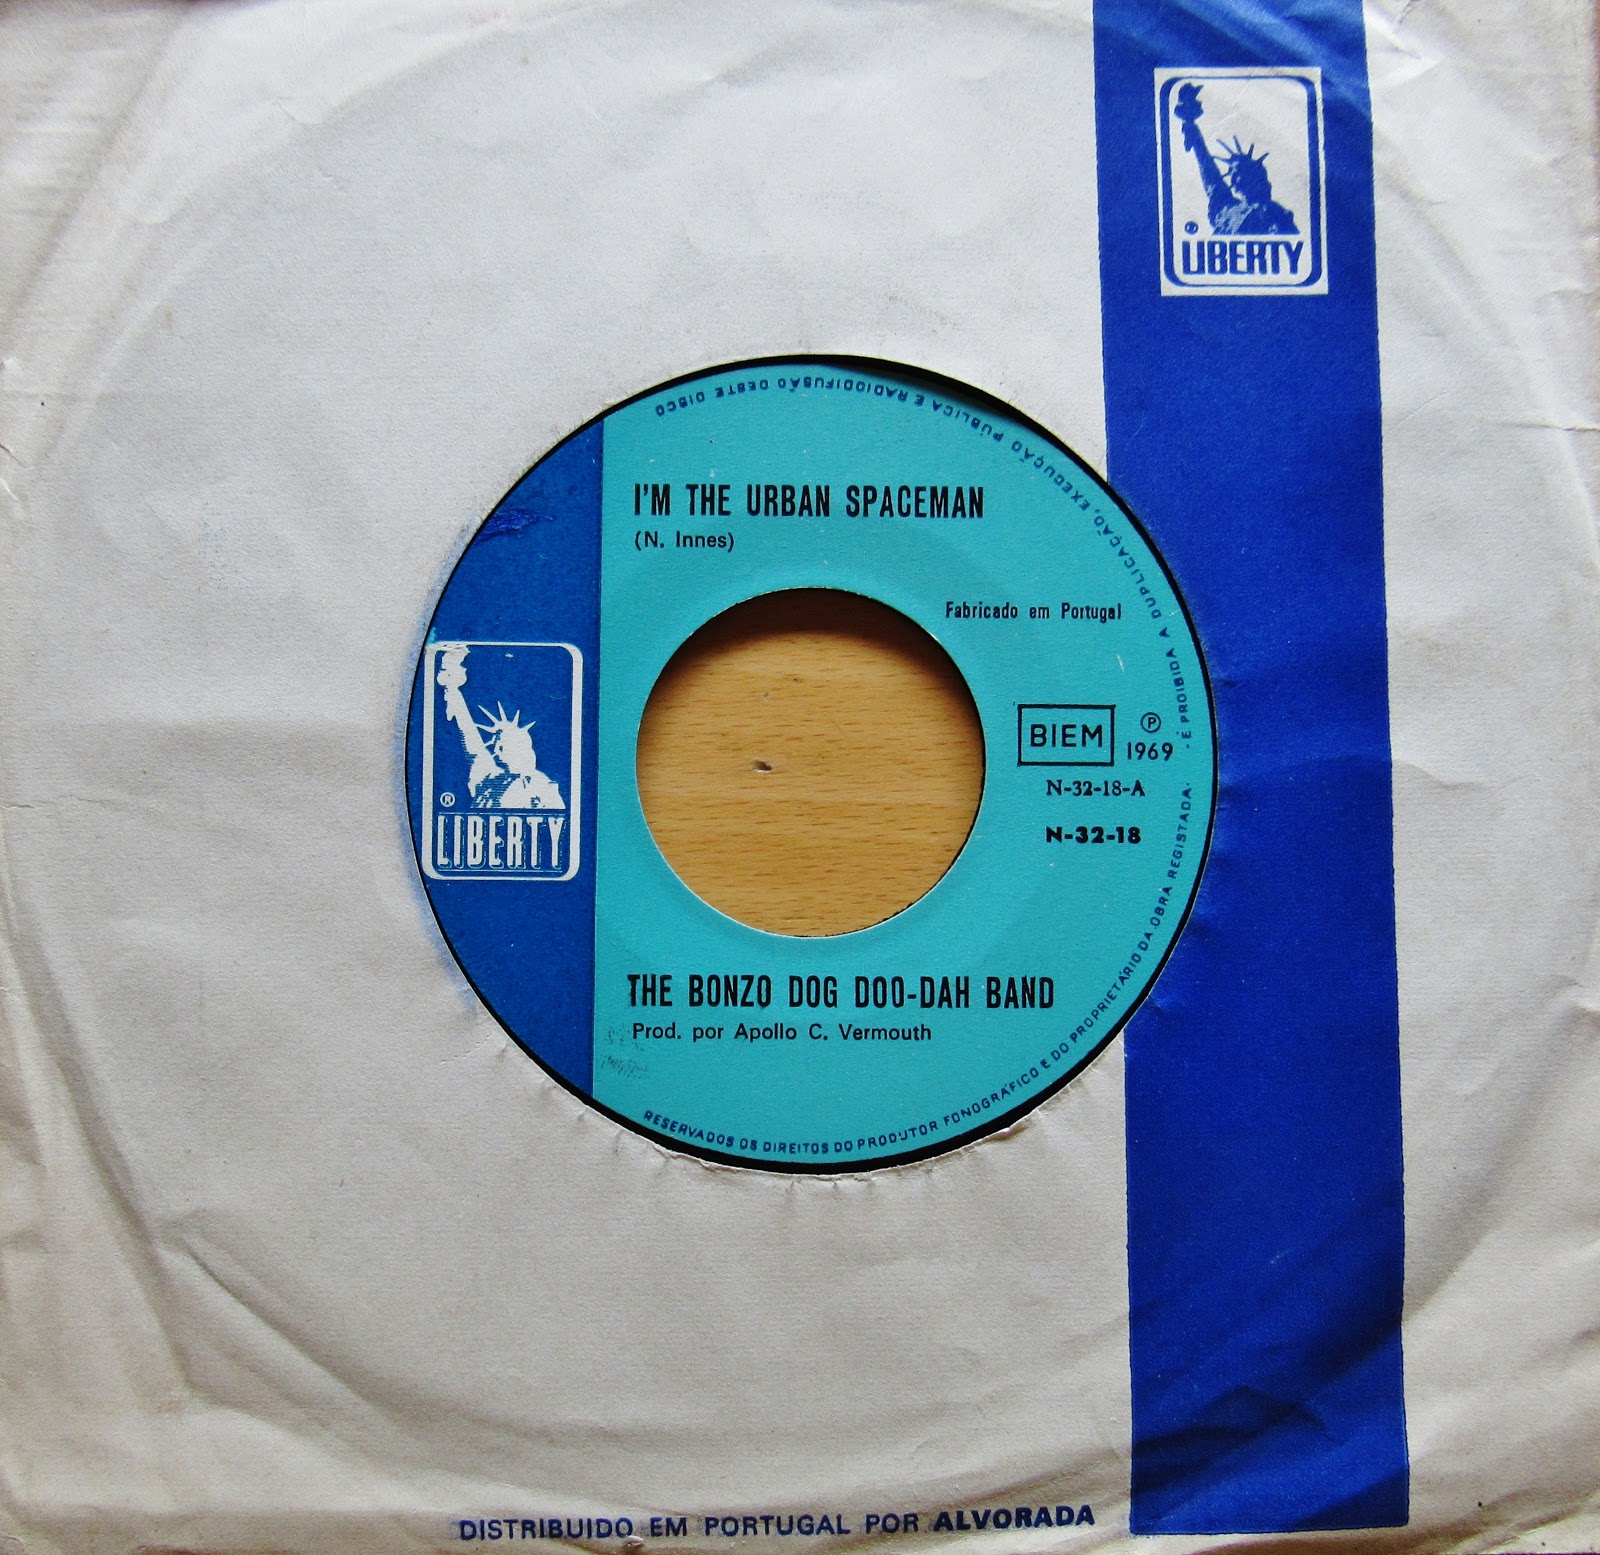 ® LIBERTY
I'M THE URBAN SPACEMAN
(N. Innes)
Fabricado em Portugal
BIEM
Ⓟ
1969
N-32-18-A
N-32-18
® LIBERTY
THE BONZO DOG DOO-DAH BAND
Prod. por Apollo C. Vermouth
RESERVADOS OS DIREITOS DO PRODUTOR FONOGRÁFICO E DO PROPRIETÁRIO DA OBRA REGISTADA · É PROIBIDA A DUPLICAÇÃO, EXECUÇÃO PÚBLICA E RADIODIFUSÃO DESTE DISCO
DISTRIBUIDO EM PORTUGAL POR ALVORADA